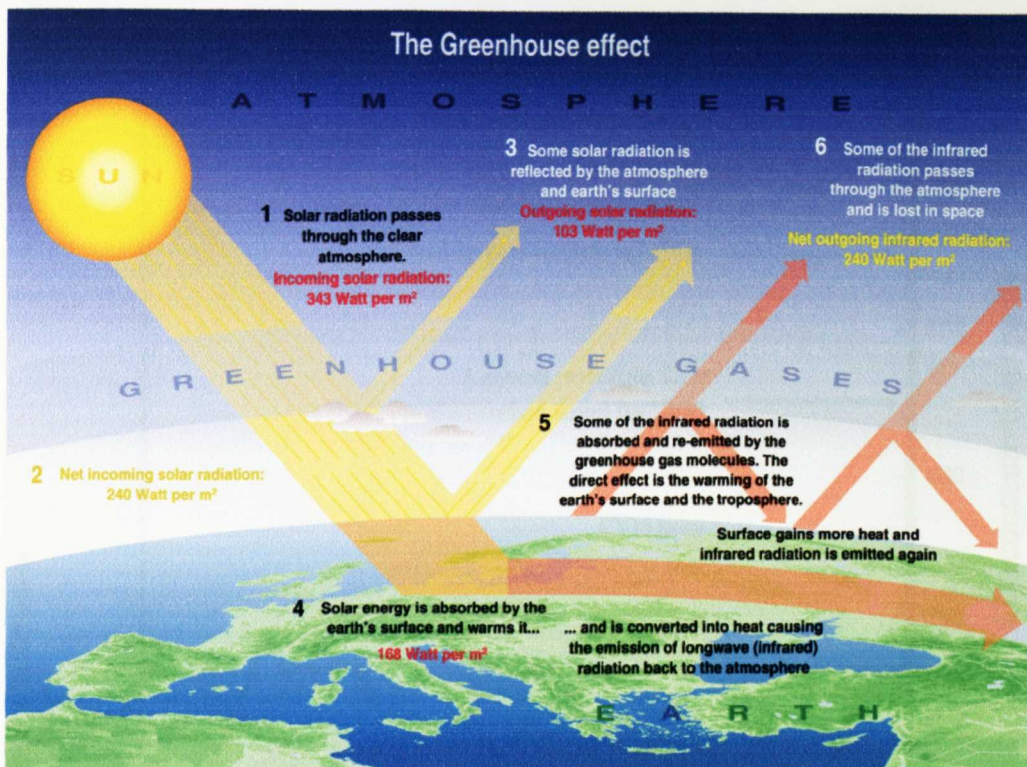 The Greenhouse effect
A T M O S P H E R E
SUN
1 Solar radiation passes
through the clear
atmosphere.
Incoming solar radiation:
343 Watt per m²
3 Some solar radiation is
reflected by the atmosphere
and earth's surface
Outgoing solar radiation:
103 Watt per m²
6 Some of the infrared
radiation passes
through the atmosphere
and is lost in space
Net outgoing infrared radiation:
240 Watt per m²
G R E E N H O U S E G A S E S
2 Net incoming solar radiation:
240 Watt per m²
5 Some of the infrared radiation is
absorbed and re-emitted by the
greenhouse gas molecules. The
direct effect is the warming of the
earth's surface and the troposphere.
Surface gains more heat and
infrared radiation is emitted again
4 Solar energy is absorbed by the
earth's surface and warms it...
168 Watt per m²
... and is converted into heat causing
the emission of longwave (infrared)
radiation back to the atmosphere
E A R T H